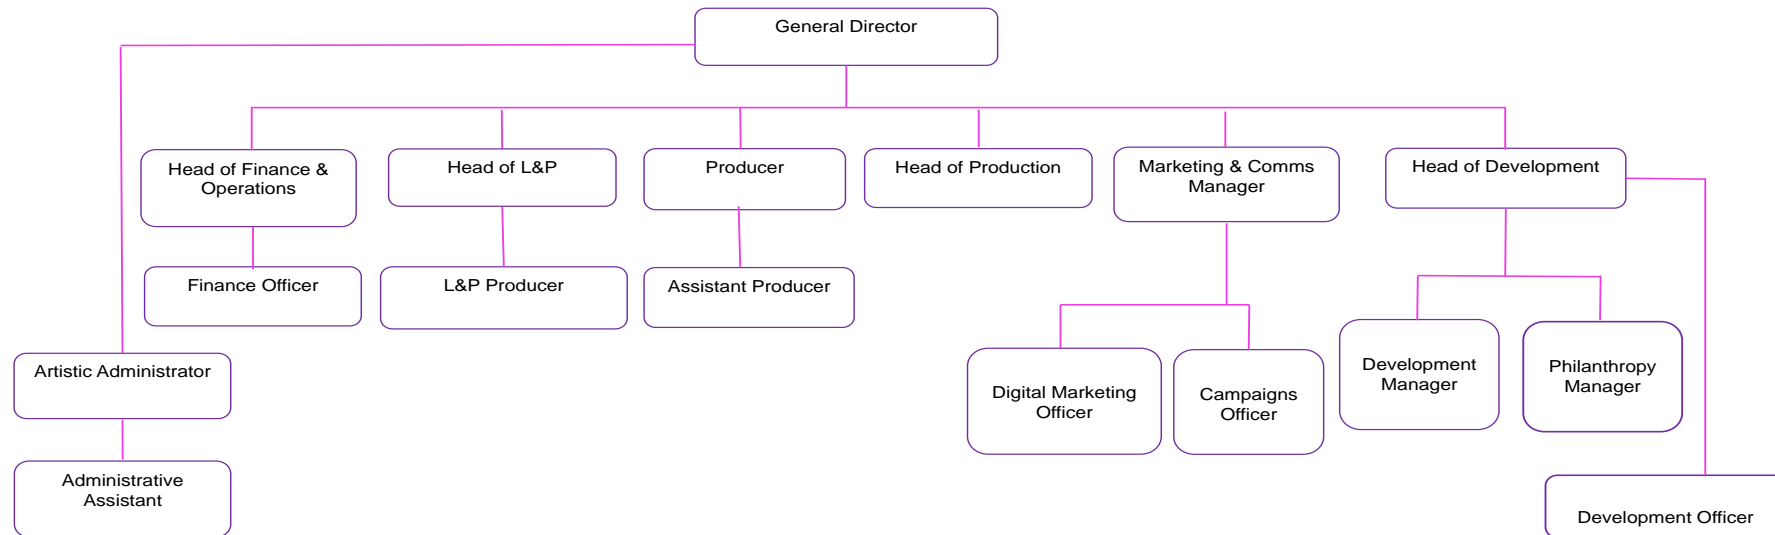 General Director
Head of Finance &
Operations
Head of L&P
Producer
Head of Production
Marketing & Comms
Manager
Head of Development
Finance Officer
L&P Producer
Assistant Producer
Artistic Administrator
Digital Marketing
Officer
Campaigns
Officer
Development
Manager
Philanthropy
Manager
Administrative
Assistant
Development Officer